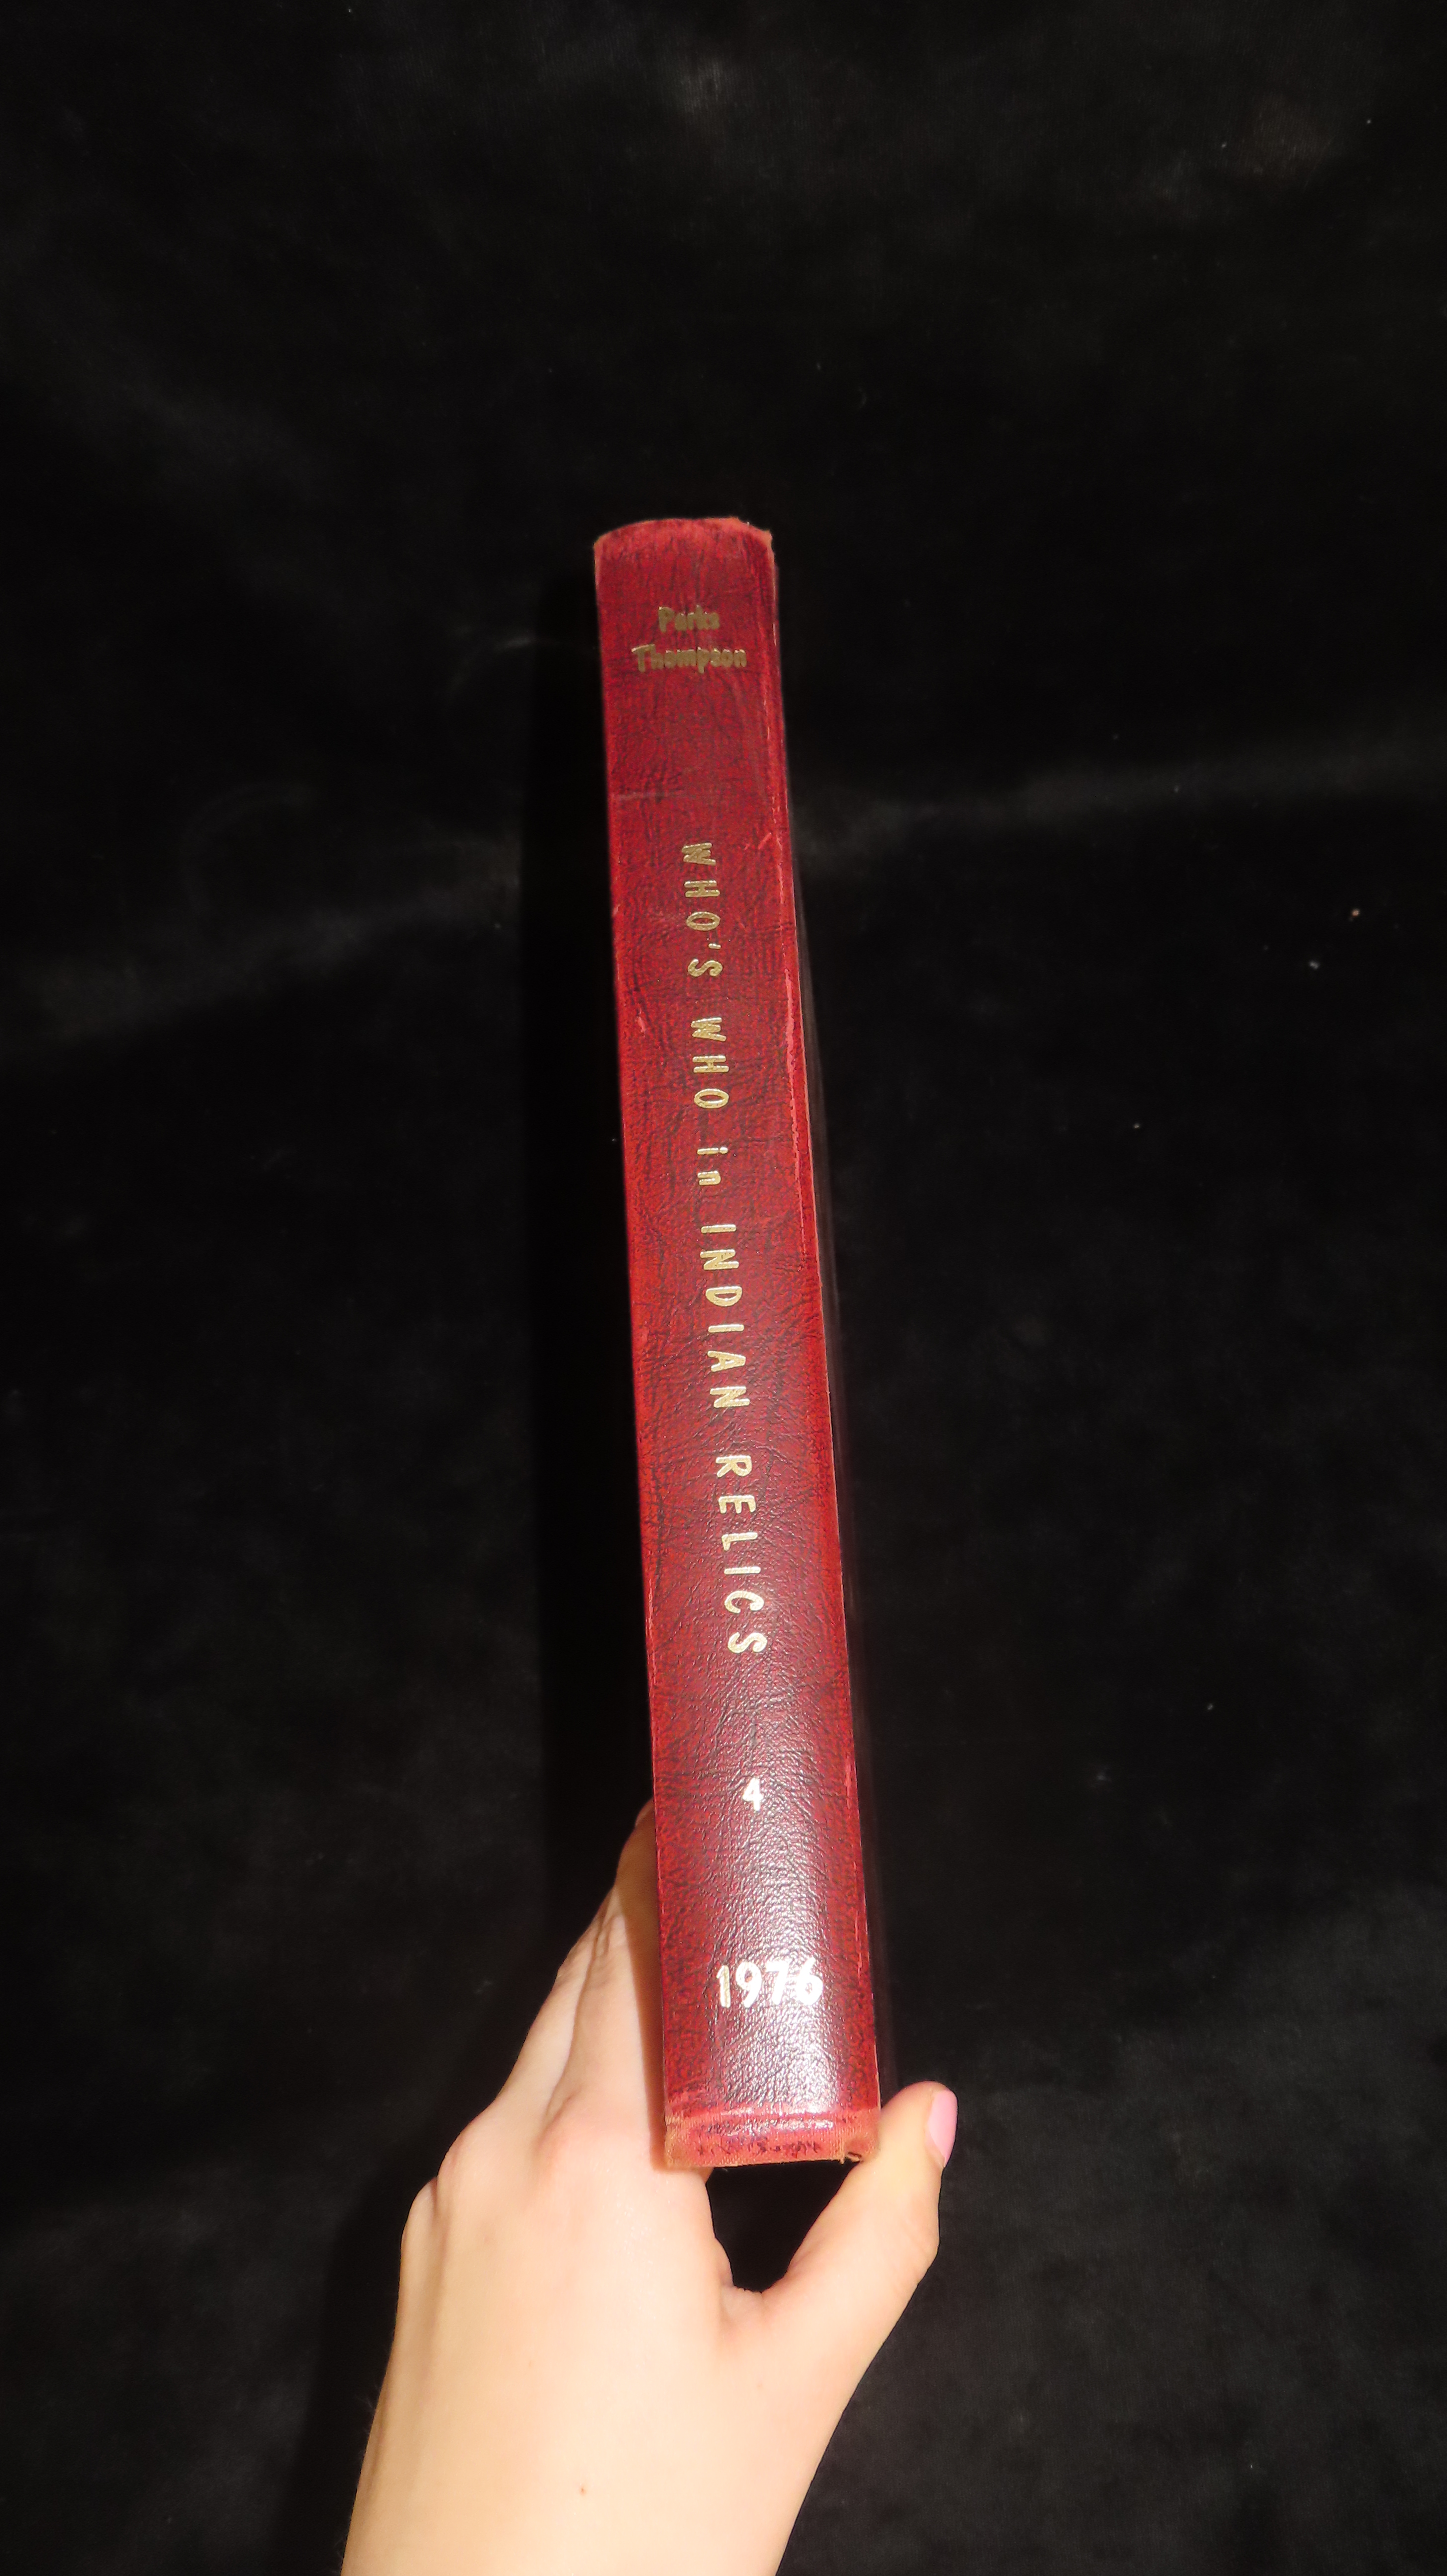 Parks
Thompson
WHO'S WHO in INDIAN RELICS
4
1976